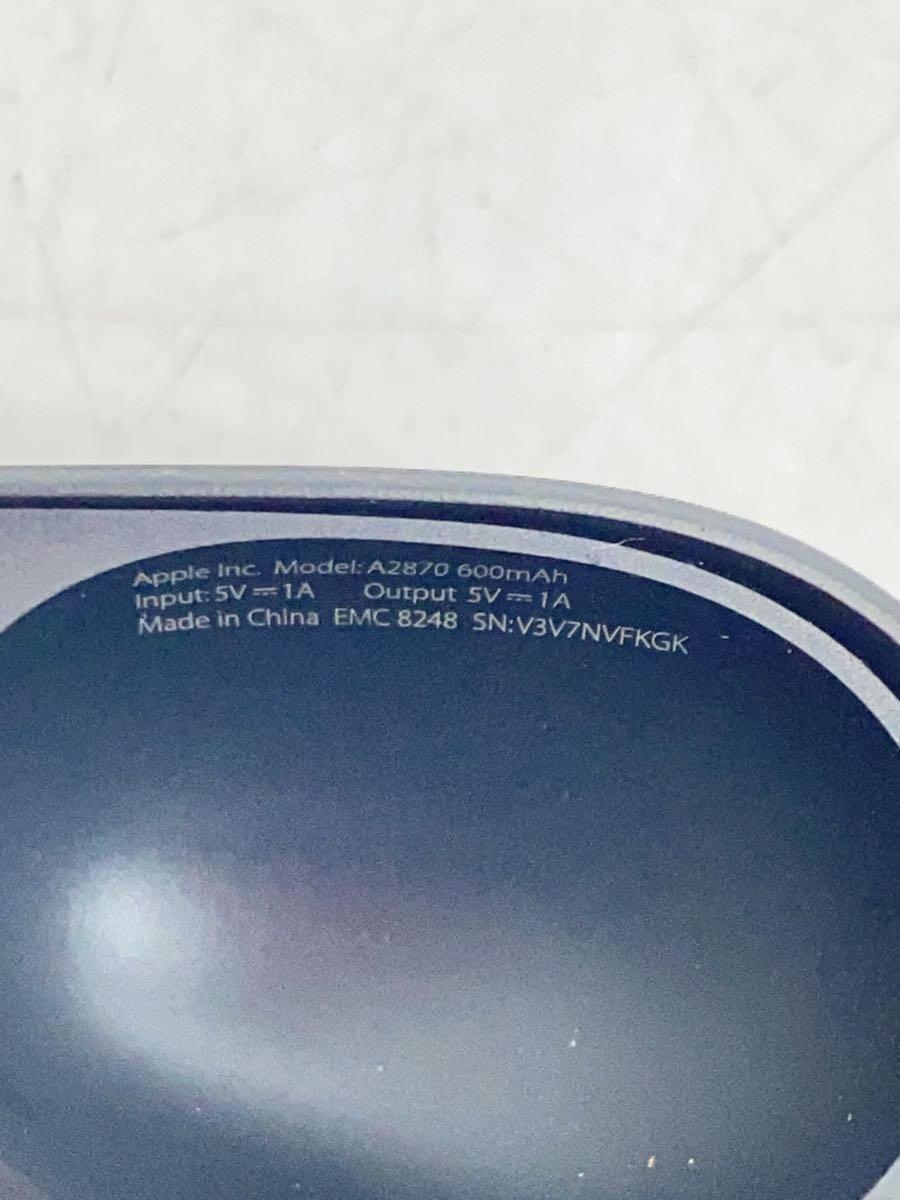 Apple Inc. Model: A2870 600mAh
Input: 5V⎓1A Output 5V⎓1A
Made in China EMC 8248 SN:V3V7NVFKGK